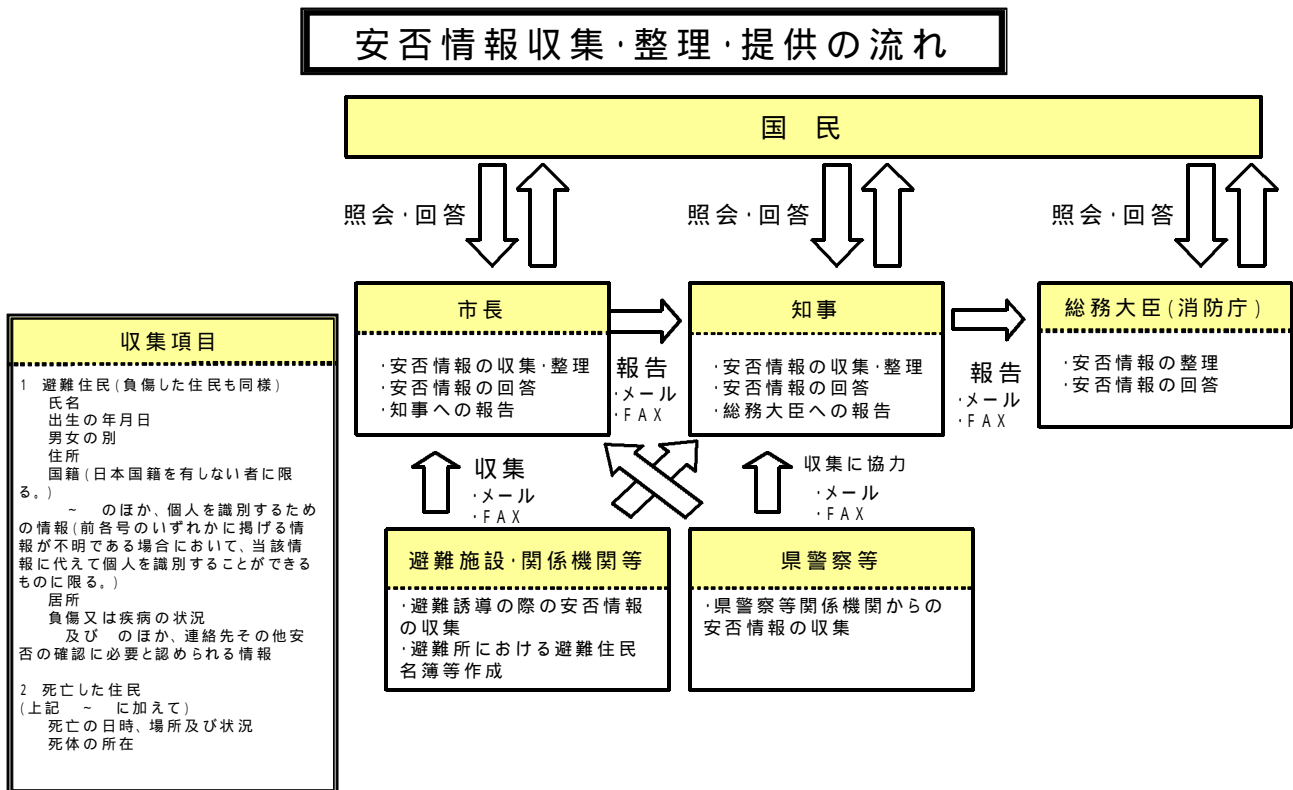 安否情報収集・整理・提供の流れ
国 民
照会・回答
照会・回答
照会・回答
市長
・安否情報の収集・整理
・安否情報の回答
・知事への報告
報告
・メール
・FAX
知事
・安否情報の収集・整理
・安否情報の回答
・総務大臣への報告
報告
・メール
・FAX
総務大臣(消防庁)
・安否情報の整理
・安否情報の回答
収集
・メール
・FAX
収集に協力
・メール
・FAX
避難施設・関係機関等
・避難誘導の際の安否情報
の収集
・避難所における避難住民
名簿等作成
県警察等
・県警察等関係機関からの
安否情報の収集
収集項目
1 避難住民(負傷した住民も同様)
氏名
出生の年月日
男女の別
住所
国籍(日本国籍を有しない者に限
る。)
~ のほか、個人を識別するため
の情報(前各号のいずれかに掲げる情
報が不明である場合において、当該情
報に代えて個人を識別することができる
ものに限る。)
居所
負傷又は疾病の状況
及び のほか、連絡先その他安
否の確認に必要と認められる情報
2 死亡した住民
(上記 ~ に加えて)
死亡の日時、場所及び状況
死体の所在